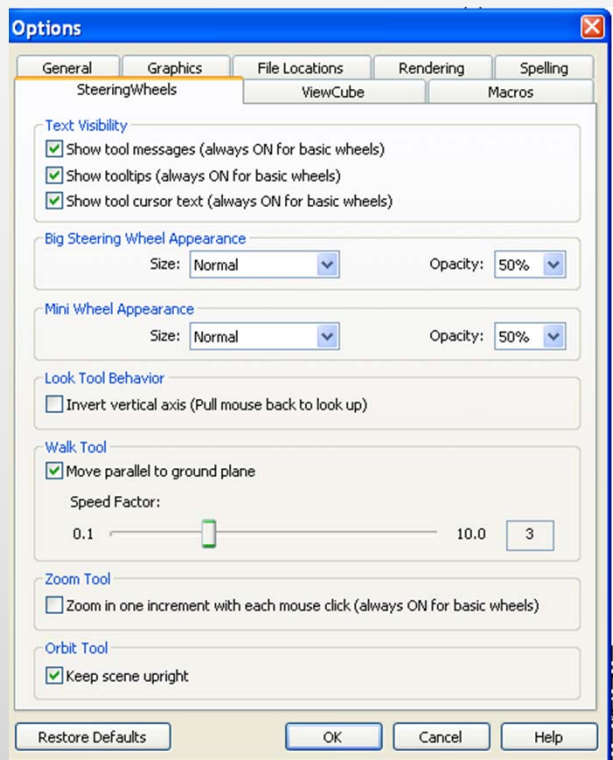 Options
General Graphics File Locations Rendering Spelling
SteeringWheels ViewCube Macros
Text Visibility
Show tool messages (always ON for basic wheels)
Show tooltips (always ON for basic wheels)
Show tool cursor text (always ON for basic wheels)
Big Steering Wheel Appearance
Size: Normal Opacity: 50%
Mini Wheel Appearance
Size: Normal Opacity: 50%
Look Tool Behavior
Invert vertical axis (Pull mouse back to look up)
Walk Tool
Move parallel to ground plane
Speed Factor:
0.1 10.0 3
Zoom Tool
Zoom in one increment with each mouse click (always ON for basic wheels)
Orbit Tool
Keep scene upright
Restore Defaults OK Cancel Help